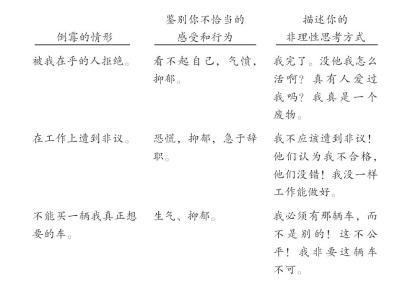 倒霉的情形
鉴别你不恰当的
感受和行为
描述你的
非理性思考方式
被我在乎的人拒绝。
看不起自己，气愤，
抑郁。
我完了。没他我怎么
活啊？真有人爱过
我吗？我真是一个
废物。
在工作上遭到非议。
恐慌，抑郁，急于辞
职。
我不应该遭到非议！
他们认为我不合格，
他们没错！我没一样
工作能做好。
不能买一辆我真正想
要的车。
生气、抑郁。
我必须有那辆车，而
不是别的！这不公
平！我非要这辆车
不可。